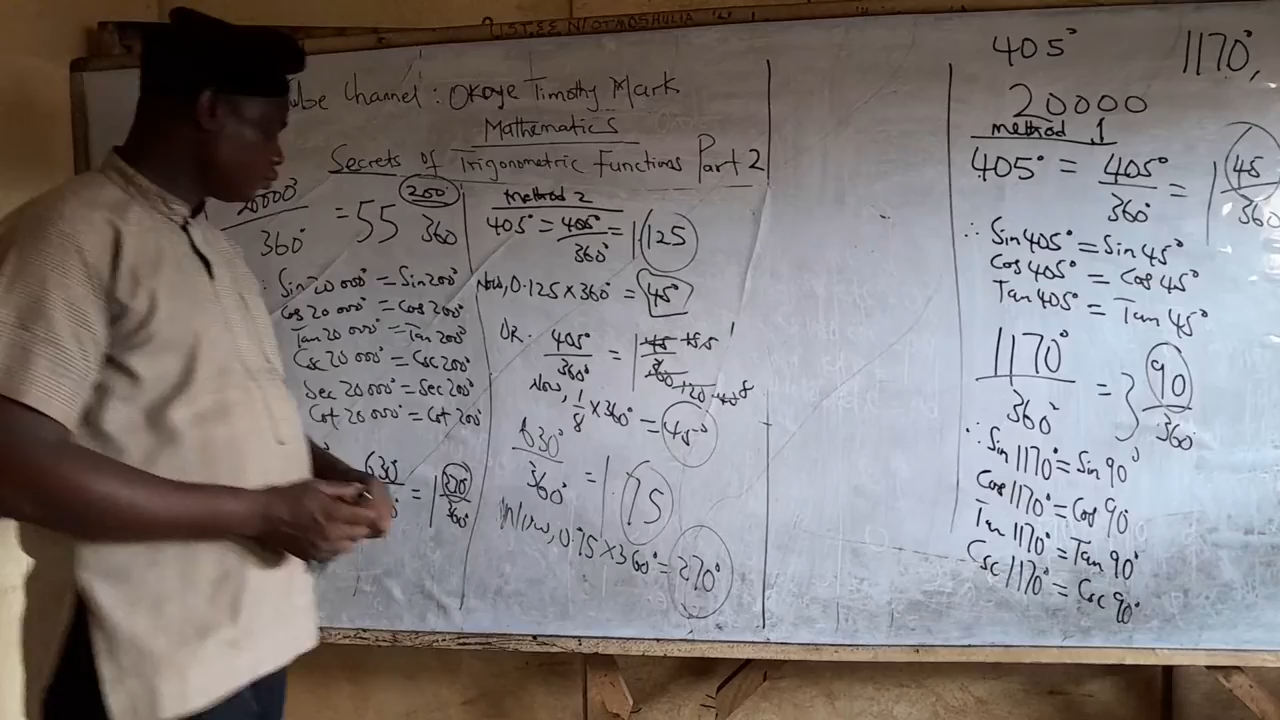 Tube Channel: Okoye Timothy Mark
Mathematics
Secrets of Trigonometric Functions Part 2
20000°/360° = 55 200°/360
Sin 20000° = Sin 200°
Cos 20000° = Cos 200°
Tan 20000° = Tan 200°
Csc 20000° = Csc 200°
Sec 20000° = Sec 200°
Cot 20000° = Cot 200°
630° = 1 270/360°
Method 2
405° = 405°/360° = 1.125
Now, 0.125 × 360° = 45°
OR. 405°/360° = 1 45/360
Now, 1/8 × 360° = 45°
630°/360° = 1.75
Now, 0.75 × 360° = 270°
405° 1170°,
20000
method 1
405° = 405°/360° = 1 45/360
∴ Sin 405° = Sin 45°
Cos 405° = Cos 45°
Tan 405° = Tan 45°
1170°/360° = 3 90/360°
∴ Sin 1170° = Sin 90°
Cos 1170° = Cos 90°
Tan 1170° = Tan 90°
Csc 1170° = Csc 90°